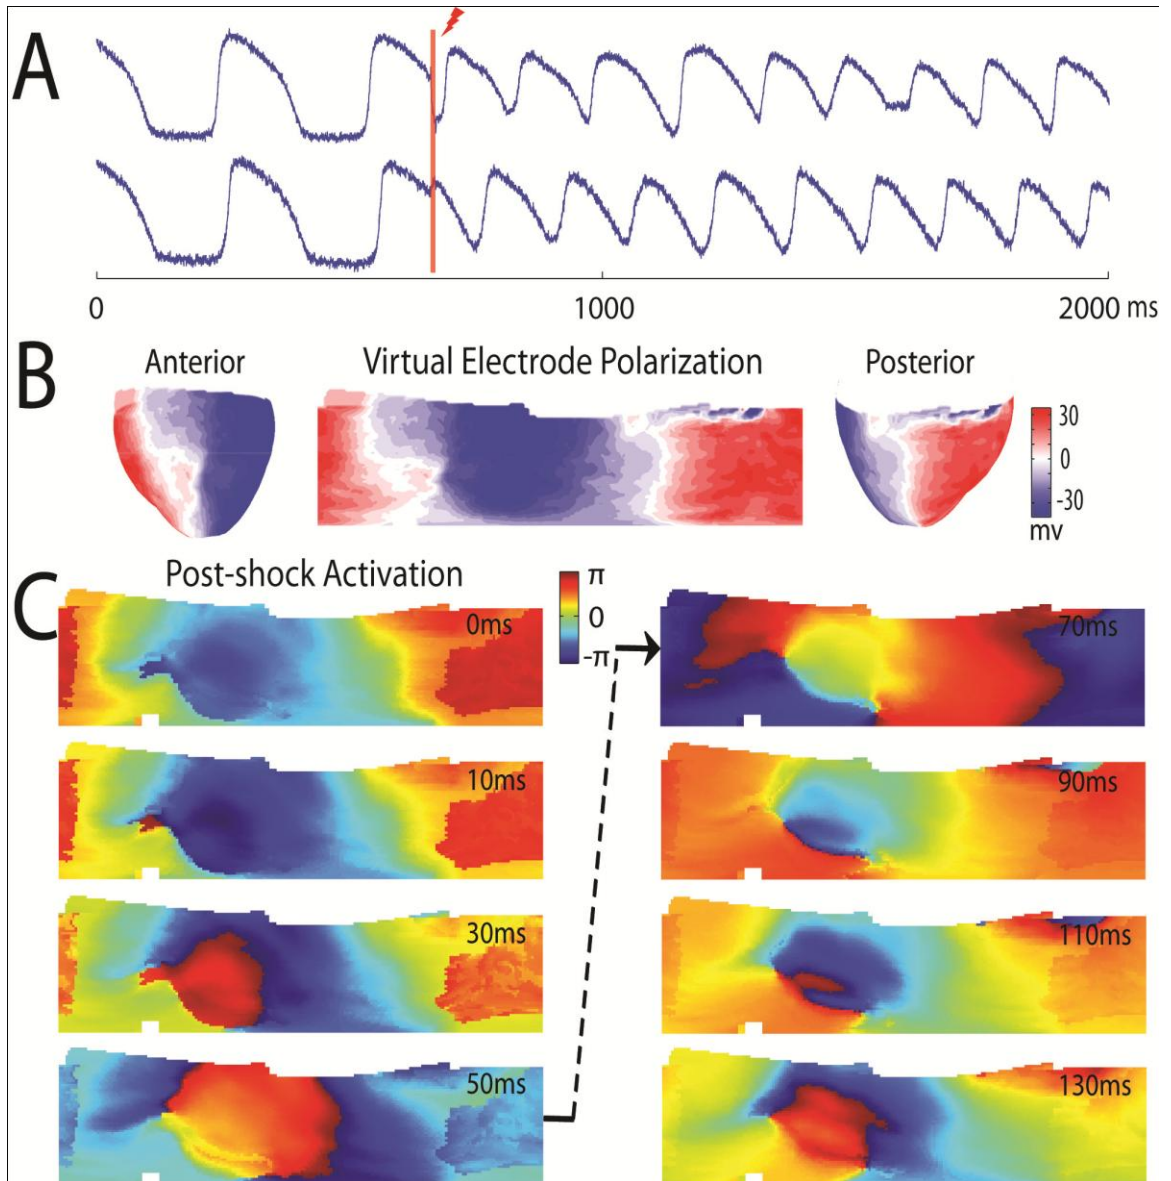 A
0 1000 2000 ms
B
Anterior Virtual Electrode Polarization Posterior
30
0
-30
mv
C
Post-shock Activation
π
0
-π
0ms
10ms
30ms
50ms
70ms
90ms
110ms
130ms